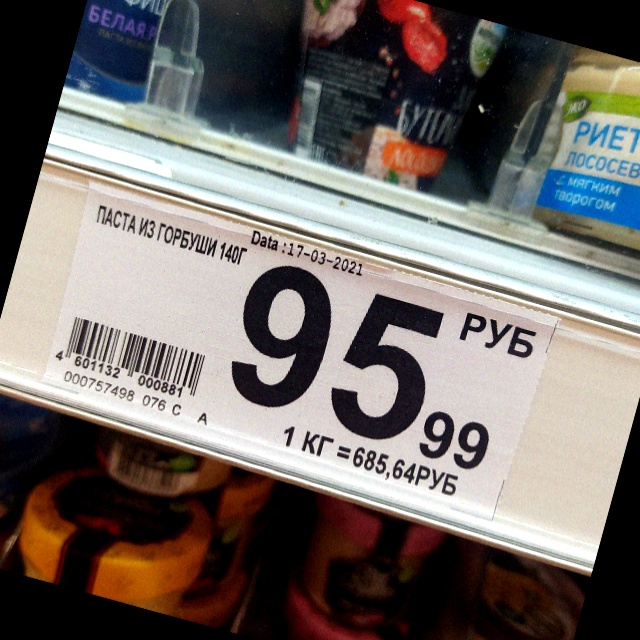 БЕЛАЯ
РИЕТ
ЛОСОСЕВ
С МЯГКИМ
ТВОРОГОМ
ПАСТА ИЗ ГОРБУШИ 140Г
Data :17-03-2021
95 99 РУБ
4 601132 000881
000757498 076 С А
1 КГ =685,64РУБ